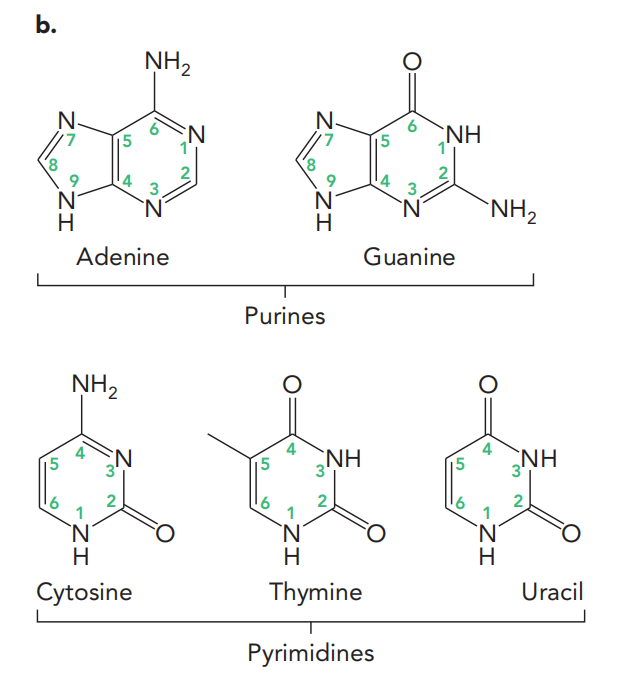 b.
NH2 O
N 7 5 6 N 1 N 7 5 6 NH 1
8 9 4 3 2 8 9 4 3 2
N H N N H N NH2
Adenine Guanine
Purines
NH2 O O
5 4 N 3 5 4 NH 3 5 4 NH 3
6 1 2 6 1 2 6 1 2
N H O N H O N H O
Cytosine Thymine Uracil
Pyrimidines